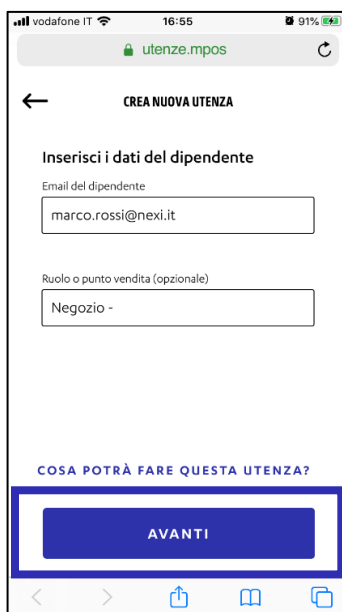 vodafone IT 16:55 91%
utenze.mpos
CREA NUOVA UTENZA
Inserisci i dati del dipendente
Email del dipendente
marco.rossi@nexi.it
Ruolo o punto vendita (opzionale)
Negozio -
COSA POTRÀ FARE QUESTA UTENZA?
AVANTI